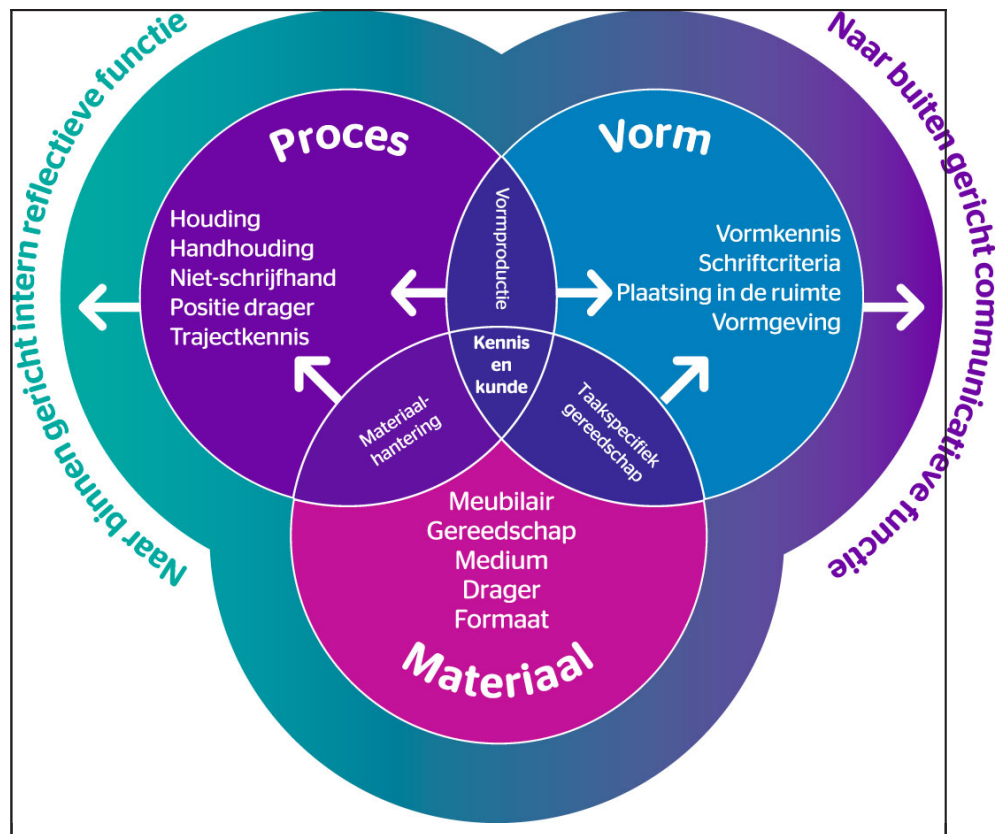 Naar binnen gericht intern reflectieve functie
Naar buiten gericht communicatieve functie
Proces
Houding
Handhouding
Niet-schrijfhand
Positie drager
Trajectkennis
Vormproductie
Vorm
Vormkennis
Schriftcriteria
Plaatsing in de ruimte
Vormgeving
Kennis
en
kunde
Materiaal-
hantering
Taakspecifiek
gereedschap
Meubilair
Gereedschap
Medium
Drager
Formaat
Materiaal